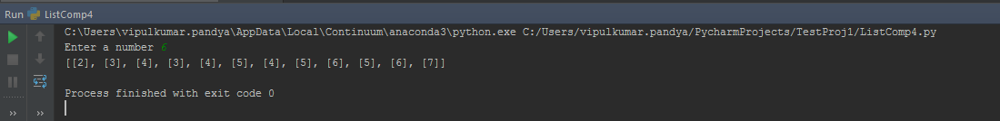 Run ListComp4
C:\Users\vipulkumar.pandya\AppData\Local\Continuum\anaconda3\python.exe C:/Users/vipulkumar.pandya/PycharmProjects/TestProj1/ListComp4.py
Enter a number 6
[[2], [3], [4], [3], [4], [5], [4], [5], [6], [5], [6], [7]]
Process finished with exit code 0